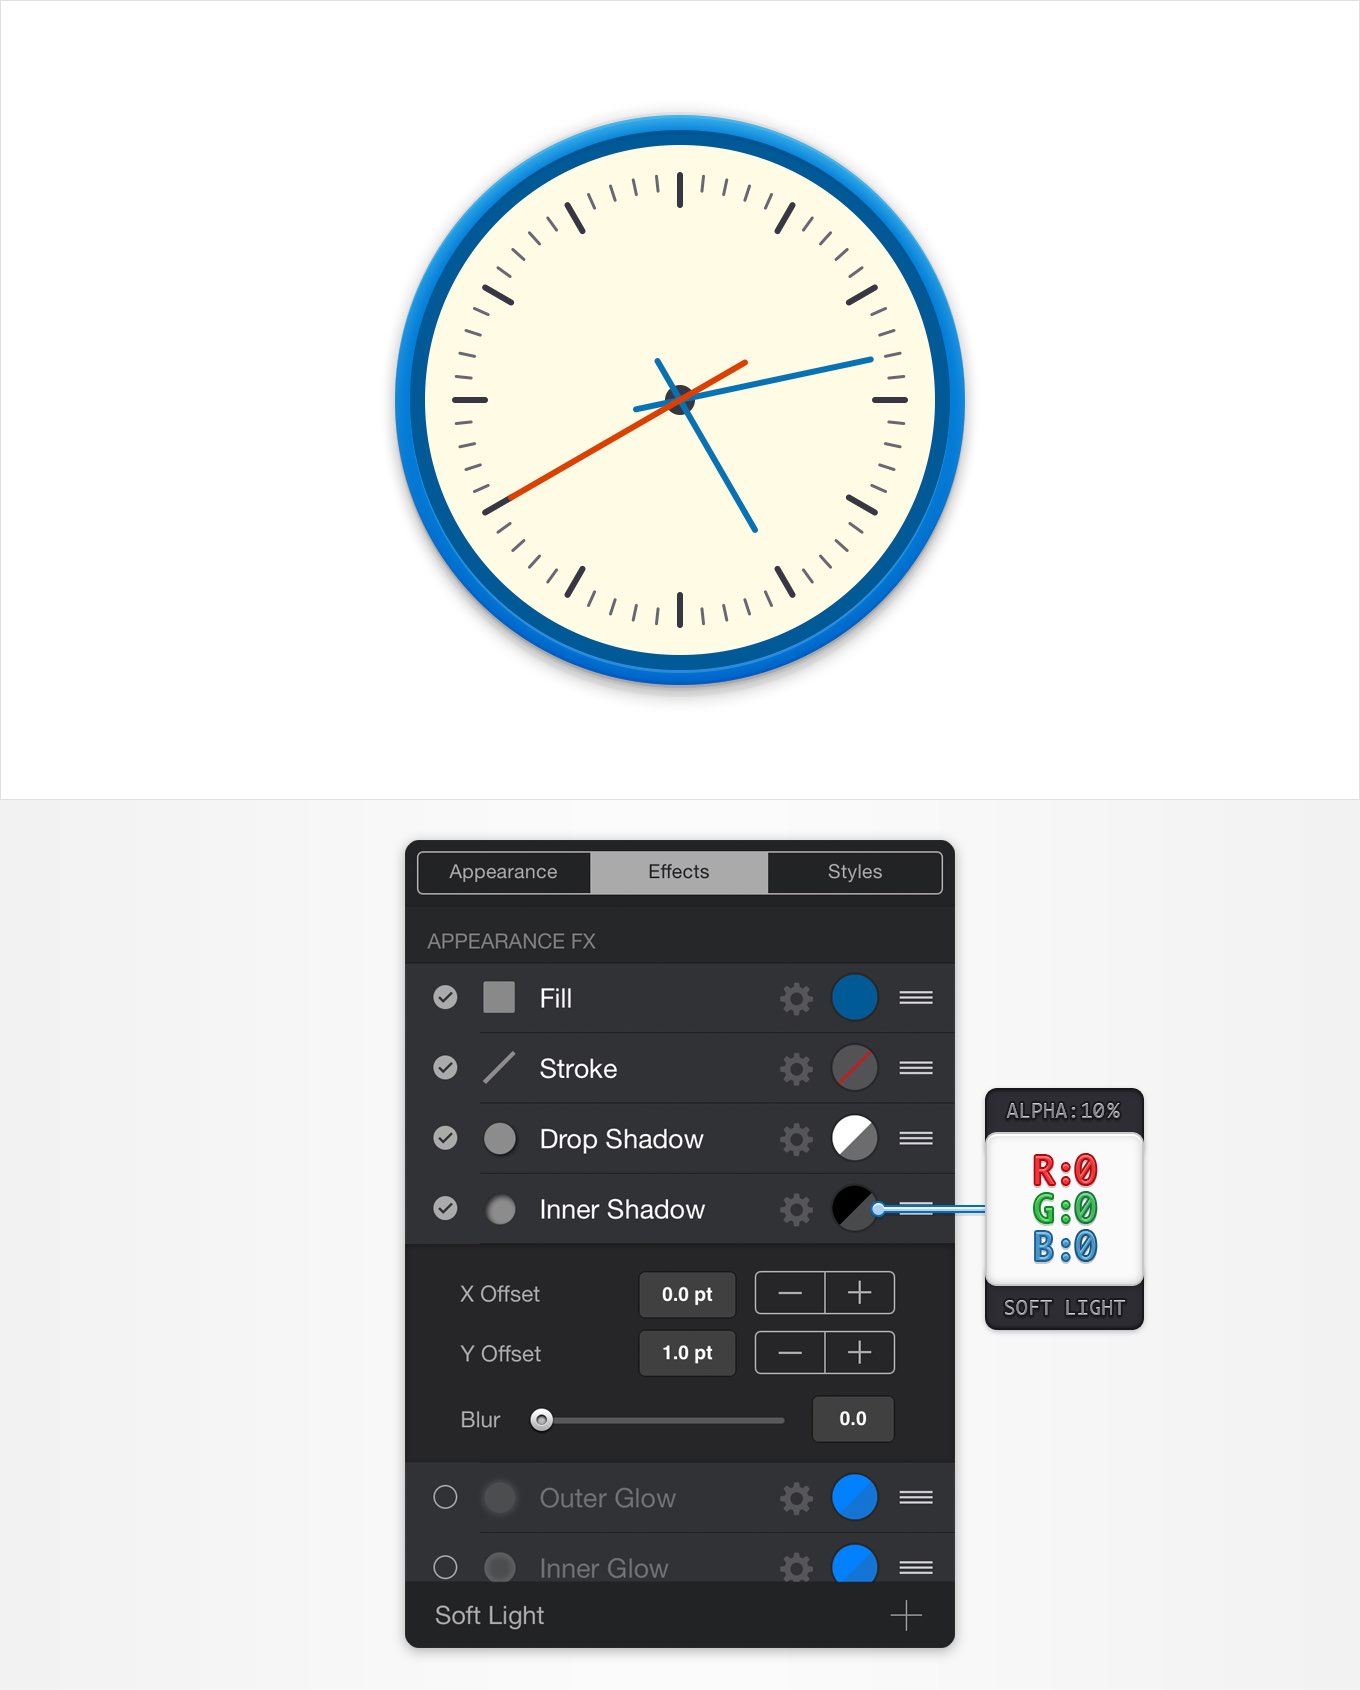 Appearance Effects Styles
APPEARANCE FX
Fill
Stroke
Drop Shadow
Inner Shadow
X Offset 0.0 pt
Y Offset 1.0 pt
Blur 0.0
Outer Glow
Inner Glow
Soft Light
ALPHA:10%
R:0
G:0
B:0
SOFT LIGHT